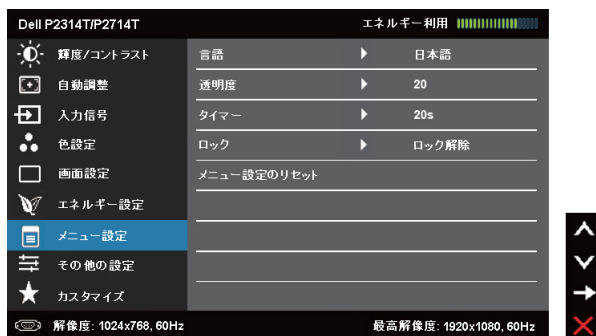 Dell P2314T/P2714T エネルギー利用
輝度/コントラスト 言語 日本語
自動調整 透明度 20
入力信号 タイマー 20s
色設定 ロック ロック解除
画面設定 メニュー設定のリセット
エネルギー設定
メニュー設定
その他の設定
カスタマイズ
解像度: 1024x768, 60Hz 最高解像度: 1920x1080, 60Hz